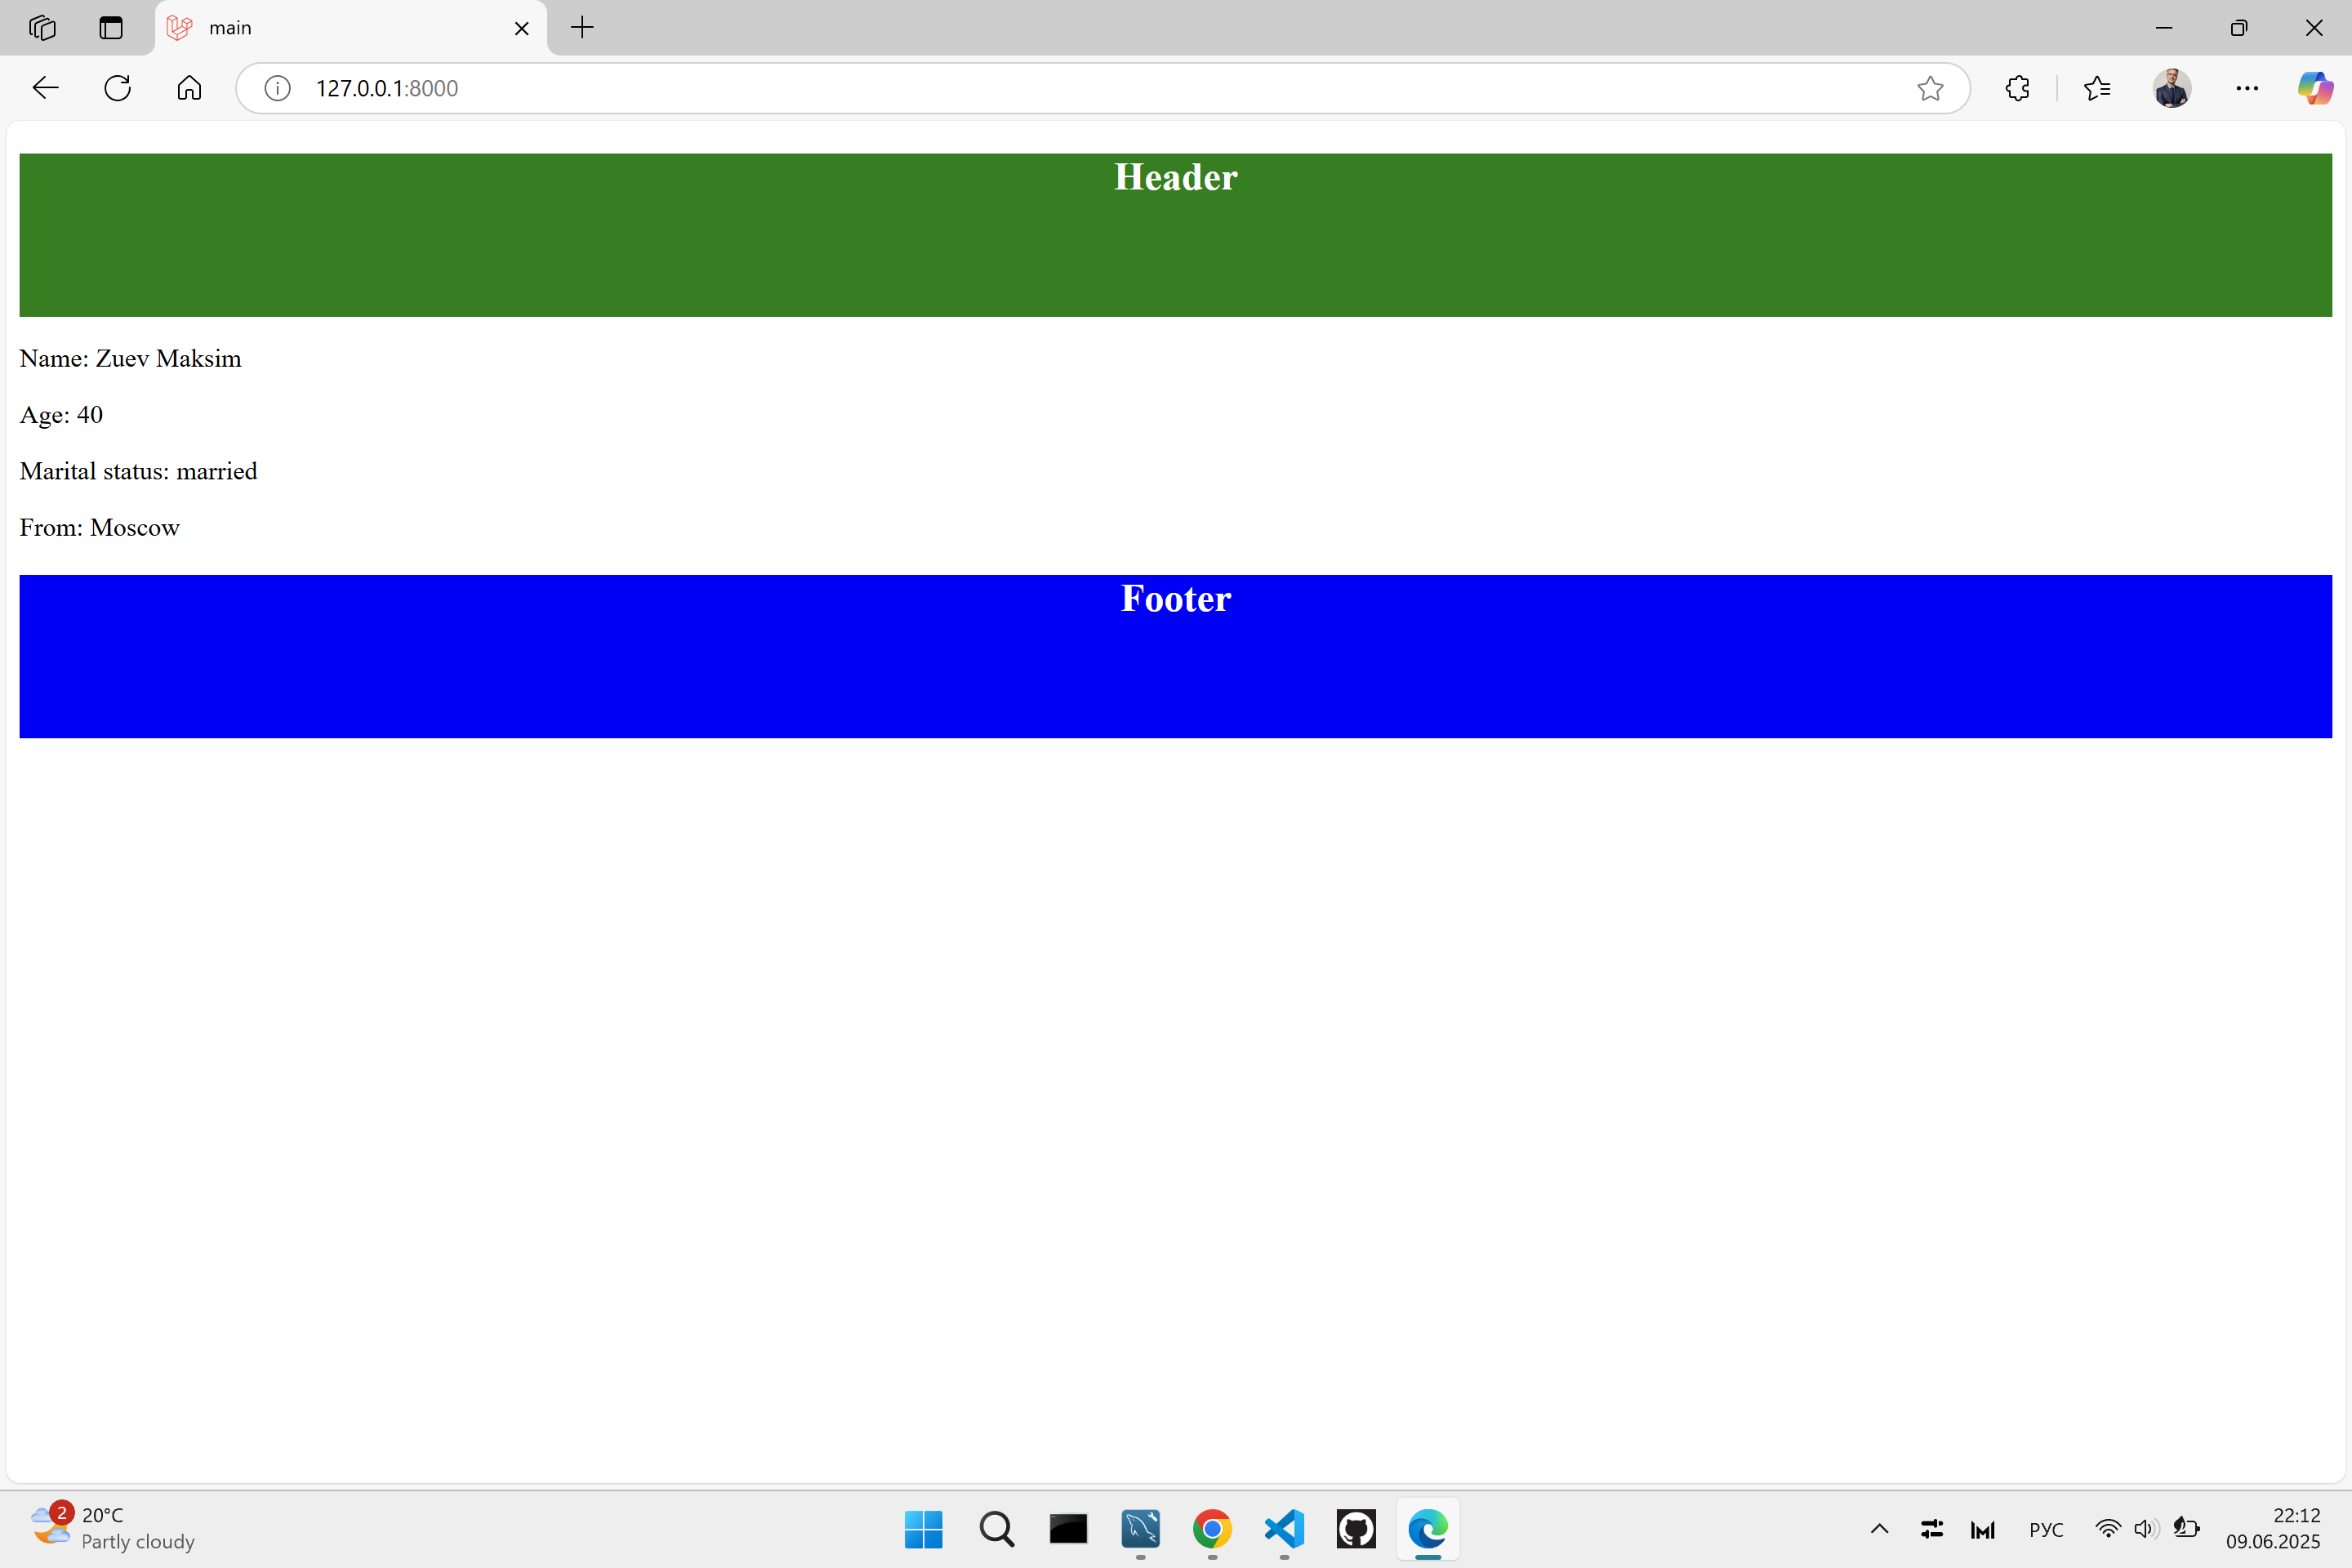 main
127.0.0.1:8000
Header
Name: Zuev Maksim
Age: 40
Marital status: married
From: Moscow
Footer
2
20°C
Partly cloudy
РУС
22:12
09.06.2025